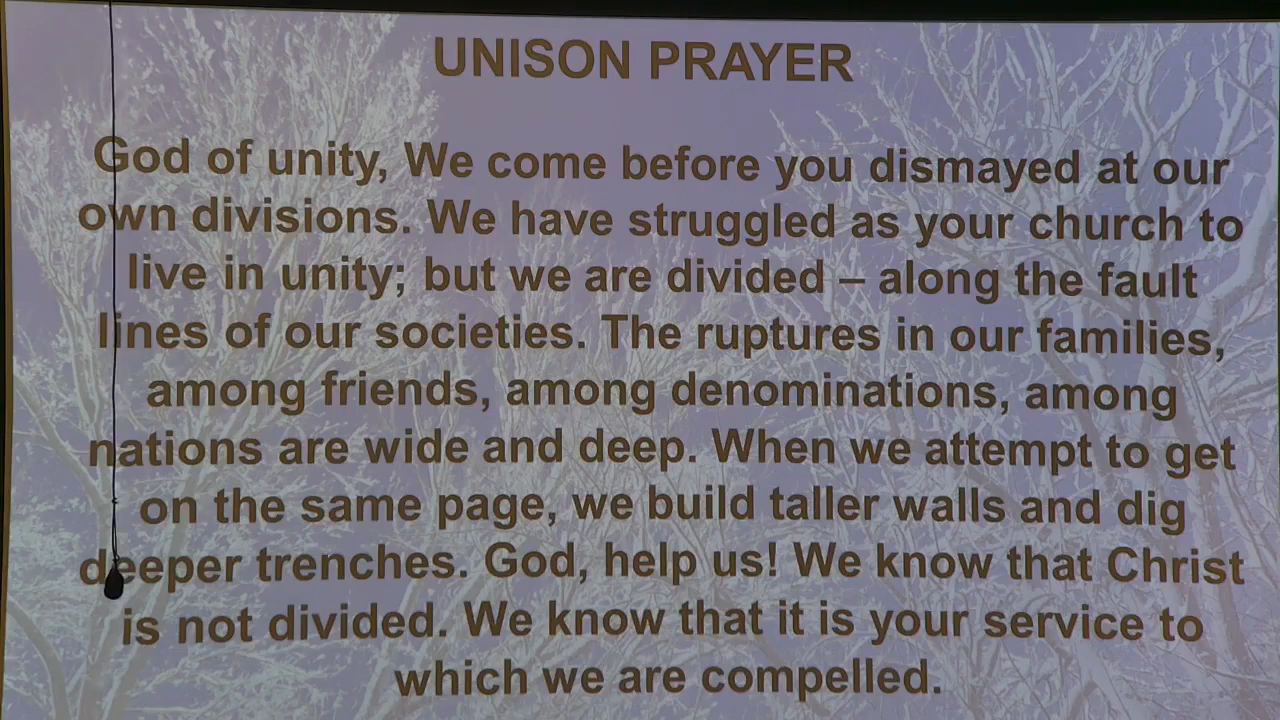 UNISON PRAYER
God of unity, We come before you dismayed at our
own divisions. We have struggled as your church to
live in unity; but we are divided – along the fault
lines of our societies. The ruptures in our families,
among friends, among denominations, among
nations are wide and deep. When we attempt to get
on the same page, we build taller walls and dig
deeper trenches. God, help us! We know that Christ
is not divided. We know that it is your service to
which we are compelled.